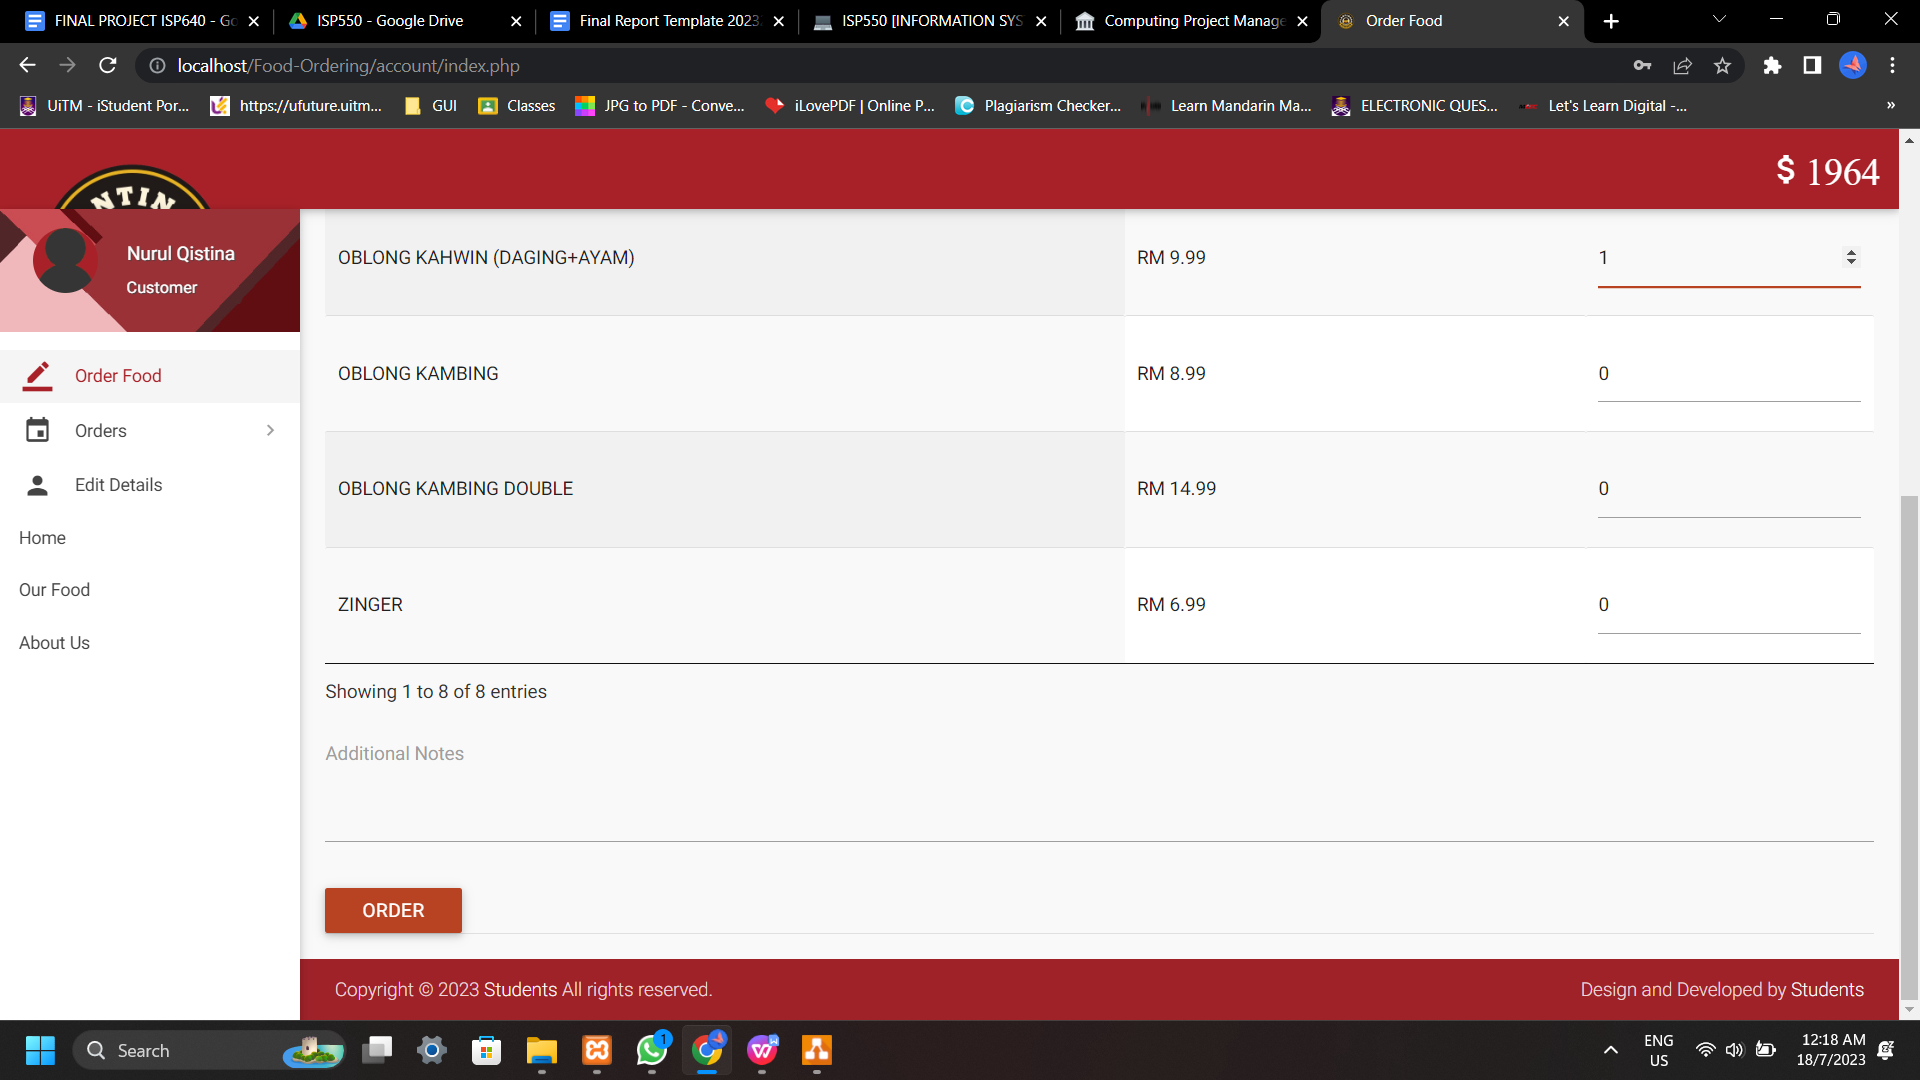 FINAL PROJECT ISP640 - Go
ISP550 - Google Drive
Final Report Template 2023
ISP550 [INFORMATION SYS
Computing Project Manage
Order Food
localhost/Food-Ordering/account/index.php
UiTM - iStudent Por...
https://ufuture.uitm...
GUI
Classes
JPG to PDF - Conve...
iLovePDF | Online P...
Plagiarism Checker...
Learn Mandarin Ma...
ELECTRONIC QUES...
Let's Learn Digital -...
»
$ 1964
NTIN
Nurul Qistina
Customer
Order Food
Orders
Edit Details
Home
Our Food
About Us
OBLONG KAHWIN (DAGING+AYAM) RM 9.99 1
OBLONG KAMBING RM 8.99 0
OBLONG KAMBING DOUBLE RM 14.99 0
ZINGER RM 6.99 0
Showing 1 to 8 of 8 entries
Additional Notes
ORDER
Copyright © 2023 Students All rights reserved.
Design and Developed by Students
Search
1
ENG
US
12:18 AM
18/7/2023